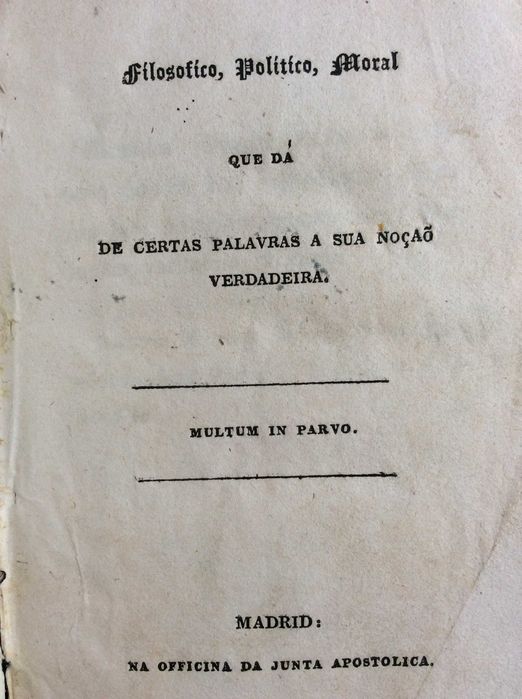 Filosofico, Politico, Moral
QUE DÁ
DE CERTAS PALAVRAS A SUA NOÇAÕ
VERDADEIRA.
MULTUM IN PARVO.
MADRID:
NA OFFICINA DA JUNTA APOSTOLICA.